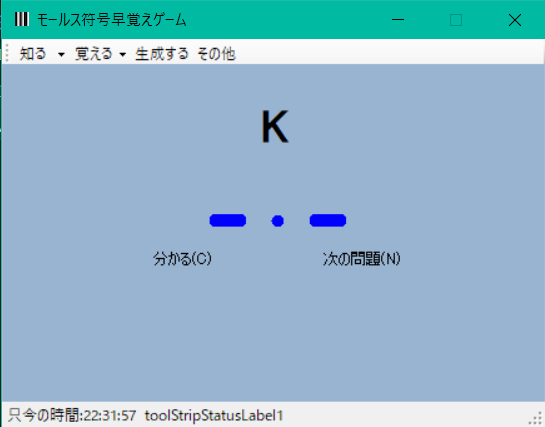 モールス符号早覚えゲーム
知る 覚える 生成する その他
K
分かる(C) 次の問題(N)
只今の時間:22:31:57 toolStripStatusLabel1